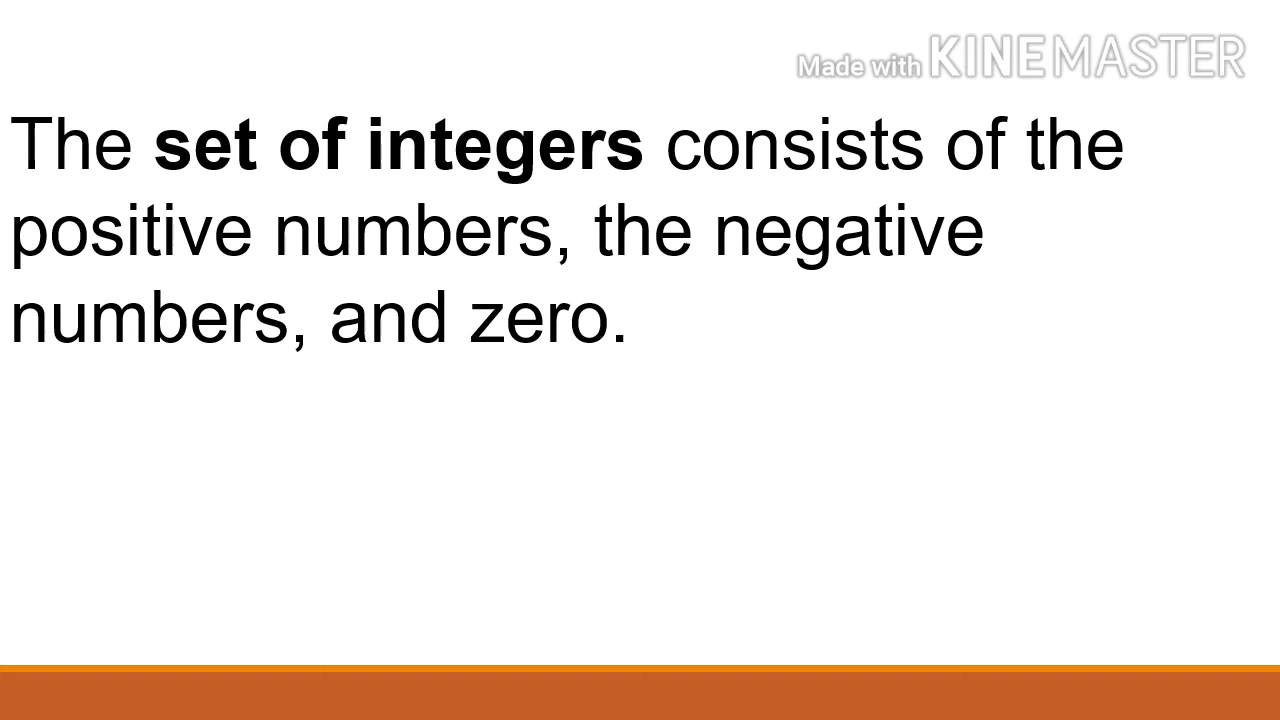 Made with KINEMASTER
The set of integers consists of the
positive numbers, the negative
numbers, and zero.